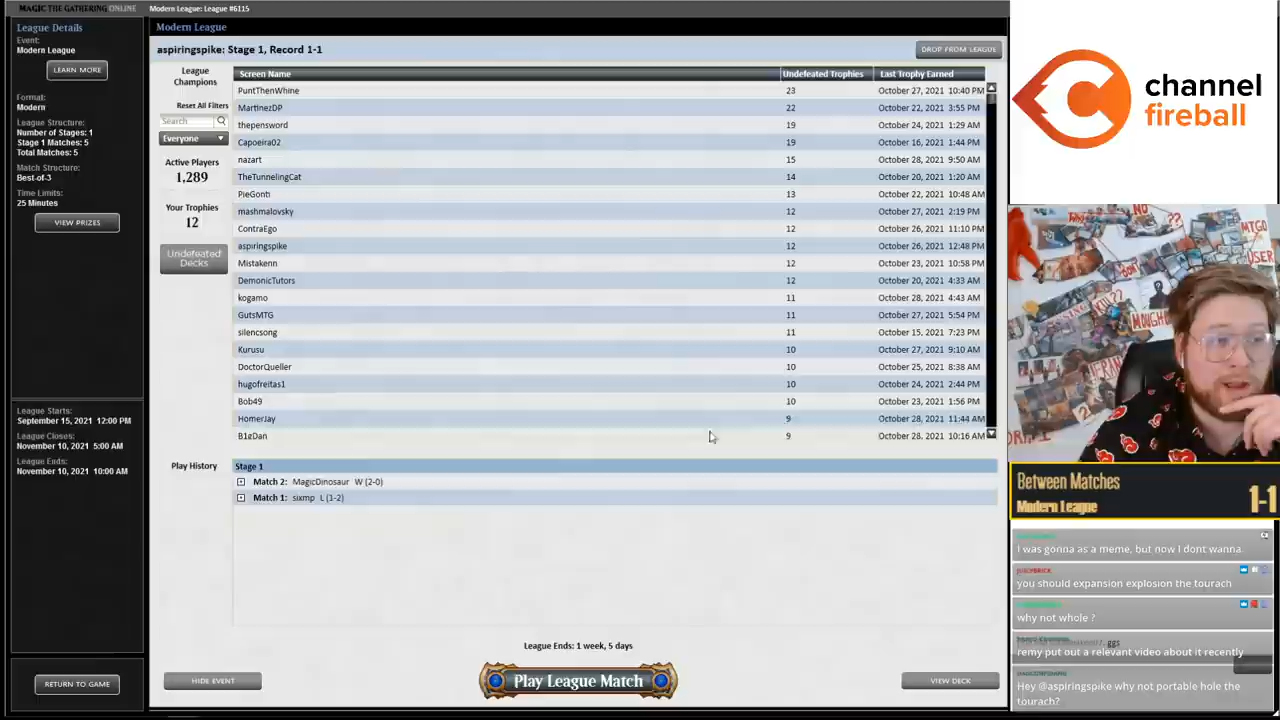 MAGIC THE GATHERING ONLINE
Modern League: League #6115
League Details
Event:
Modern League
LEARN MORE
Format:
Modern
League Structure:
Number of Stages: 1
Stage 1 Matches: 5
Total Matches: 5
Match Structure:
Best-of-3
Time Limits:
25 Minutes
VIEW PRIZES
League Starts:
September 15, 2021 12:00 PM
League Closes:
November 10, 2021 5:00 AM
League Ends:
November 10, 2021 10:00 AM
RETURN TO GAME
Modern League
aspiringspike: Stage 1, Record 1-1
DROP FROM LEAGUE
League
Champions
Reset All Filters
Search
Everyone
Active Players
1,289
Your Trophies
12
Undefeated
Decks
Screen Name Undefeated Trophies Last Trophy Earned
PuntThenWhine 23 October 27, 2021 10:40 PM
MartinezDP 22 October 22, 2021 3:55 PM
thepensword 19 October 24, 2021 1:29 AM
Capoeira02 19 October 16, 2021 1:44 PM
nazart 15 October 28, 2021 9:50 AM
TheTunnelingCat 14 October 20, 2021 1:20 AM
PieGonti 13 October 22, 2021 10:48 AM
mashmalovsky 12 October 27, 2021 2:19 PM
ContraEgo 12 October 26, 2021 11:10 PM
aspiringspike 12 October 26, 2021 12:48 PM
Mistakenn 12 October 23, 2021 10:58 PM
DemonicTutors 12 October 20, 2021 4:33 AM
kogamo 11 October 28, 2021 4:43 AM
GutsMTG 11 October 27, 2021 5:54 PM
silencsong 11 October 15, 2021 7:23 PM
Kurusu 10 October 27, 2021 9:10 AM
DoctorQueller 10 October 25, 2021 8:38 AM
hugofreitas1 10 October 24, 2021 2:44 PM
Bob49 10 October 23, 2021 1:56 PM
HomerJay 9 October 28, 2021 11:44 AM
B1gDan 9 October 28, 2021 10:16 AM
Play History
Stage 1
Match 2: MagicDinosaur W (2-0)
Match 1: sixmp L (1-2)
League Ends: 1 week, 5 days
HIDE EVENT
Play League Match
VIEW DECK
channel
fireball
NO
??
MTGO
USER
Between Matches
Modern League
1-1
I was gonna as a meme, but now I dont wanna.
you should expansion explosion the tourach
why not whole ?
ggs
remy put out a relevant video about it recently
Hey @aspiringspike why not portable hole the
tourach?